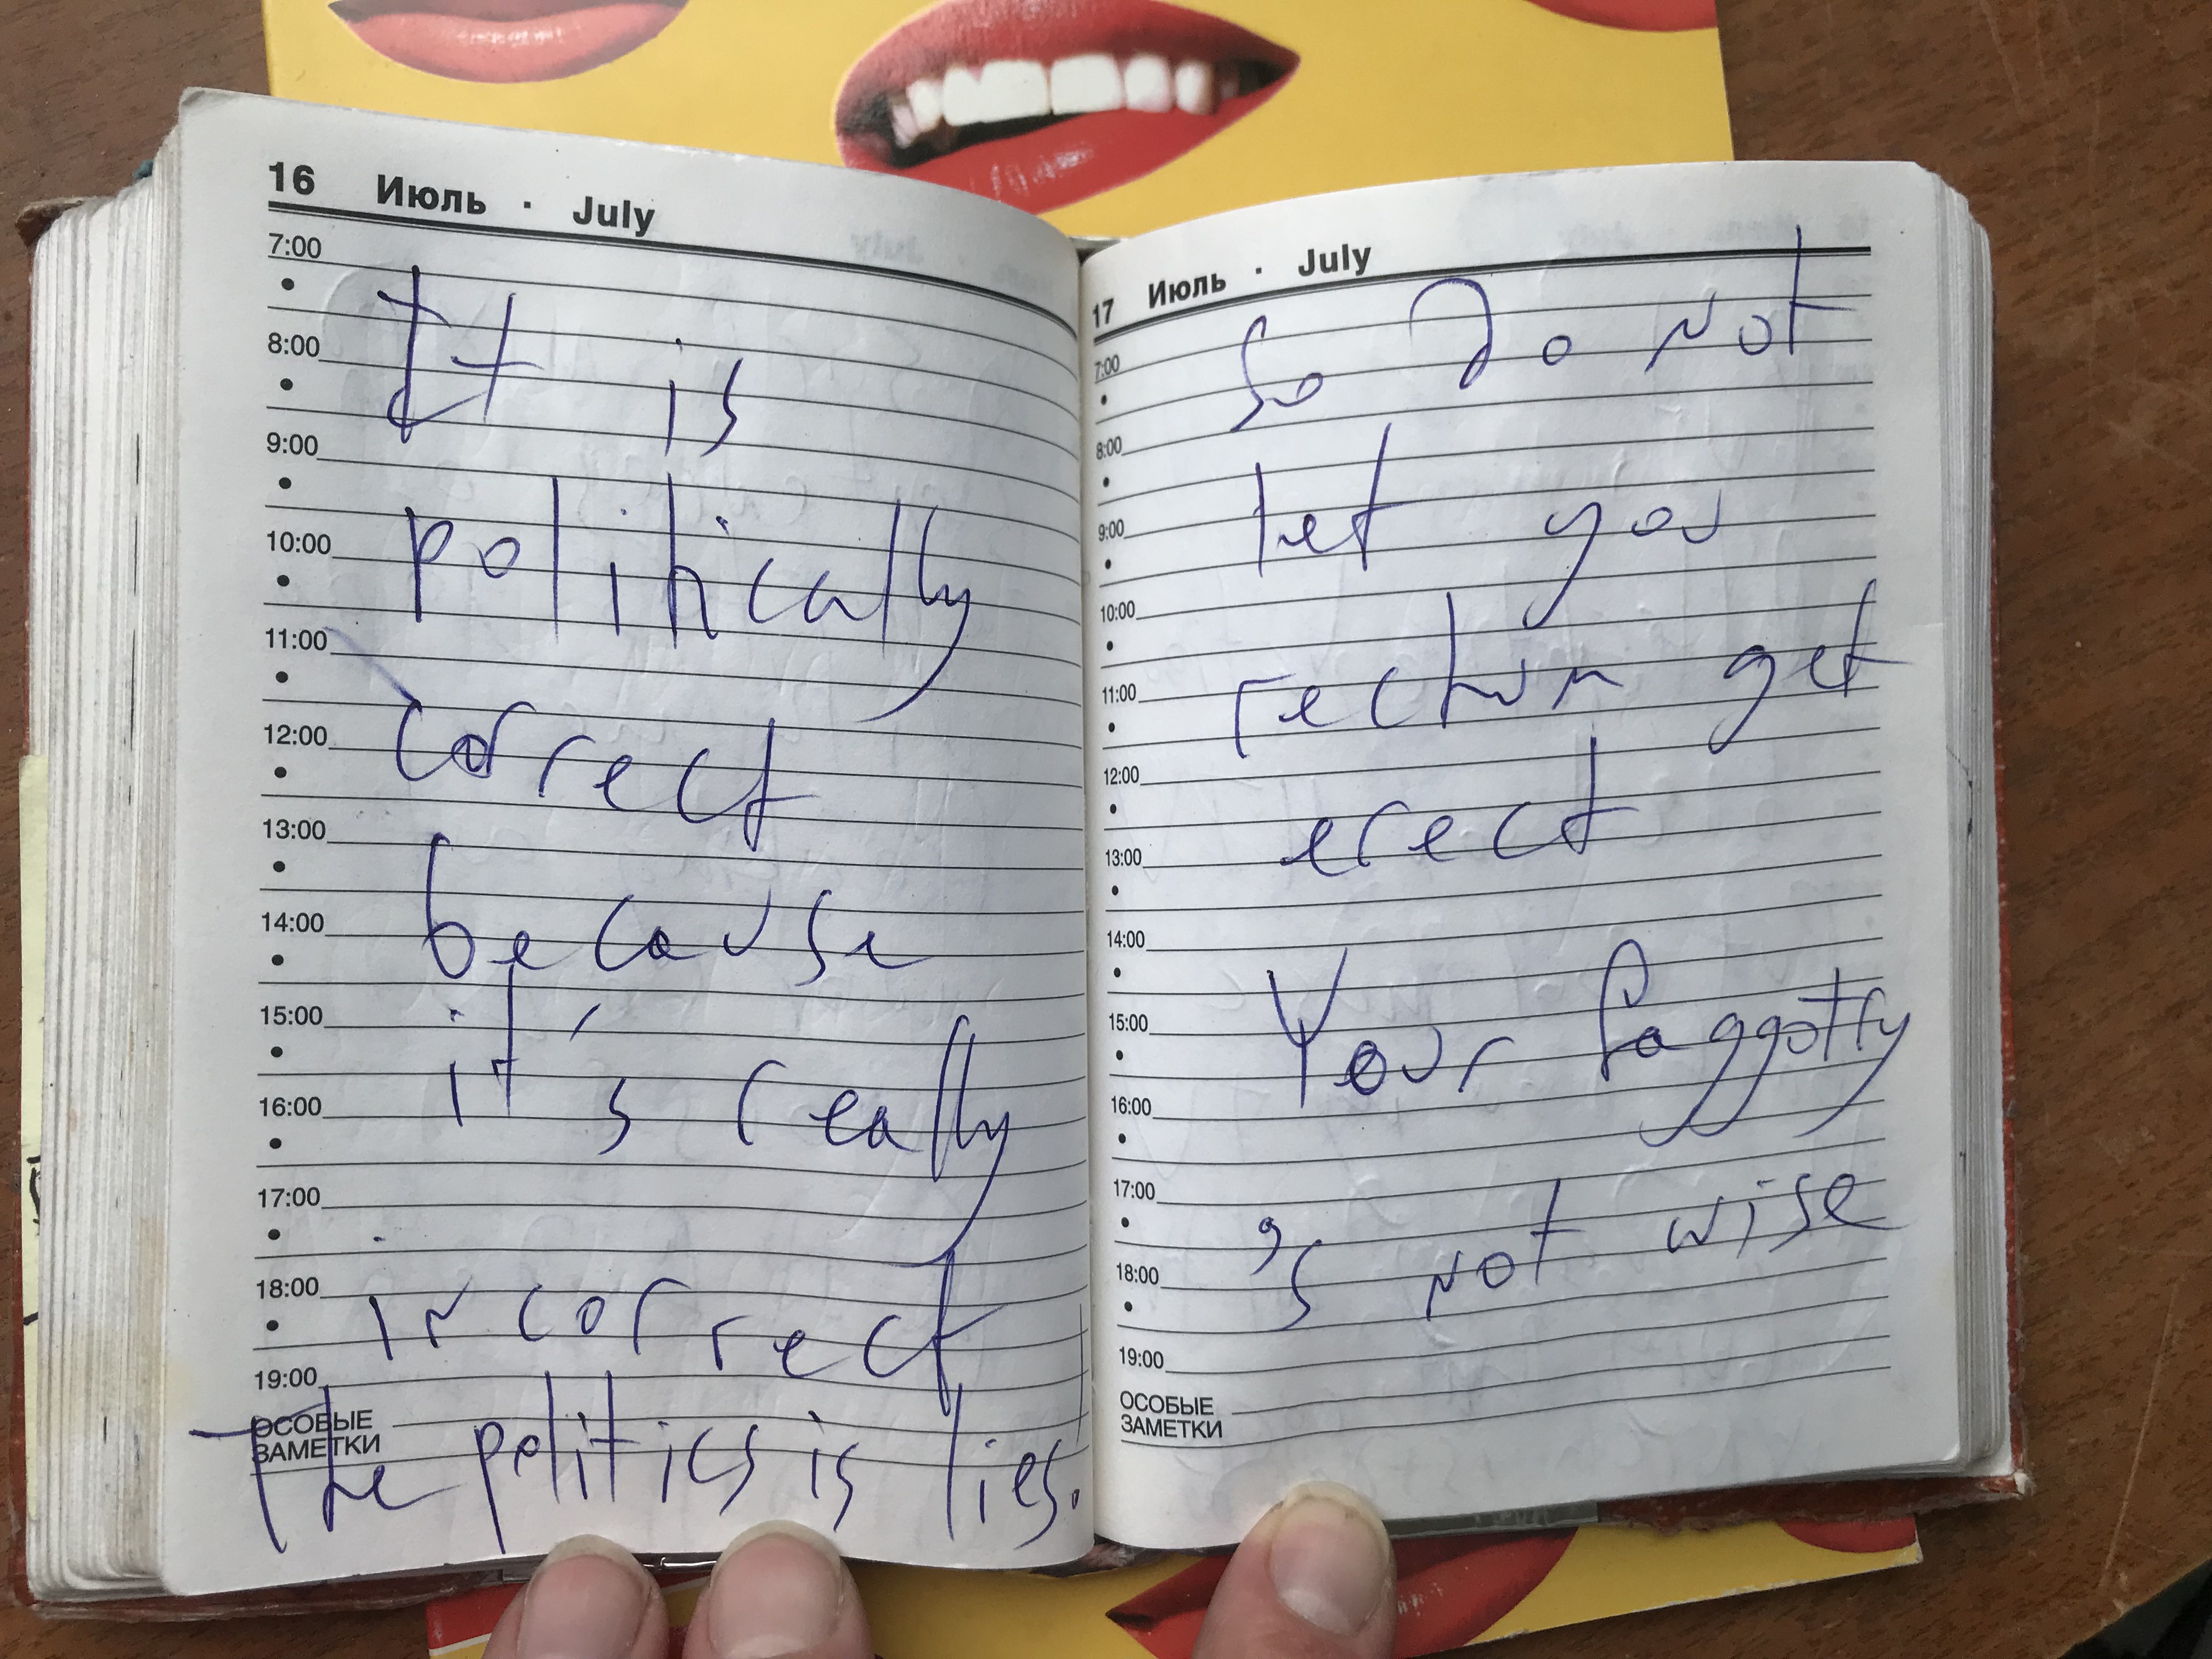 16 Июль · July
7:00
8:00
9:00
10:00
11:00
12:00
13:00
14:00
15:00
16:00
17:00
18:00
19:00
ОСОБЫЕ
ЗАМЕТКИ
It is
politically
correct
because
it's really
incorrect
The politics is lies.
17 Июль · July
7:00
8:00
9:00
10:00
11:00
12:00
13:00
14:00
15:00
16:00
17:00
18:00
19:00
ОСОБЫЕ
ЗАМЕТКИ
So do not
let you
rectum get
erect
Your faggotty
is not wise